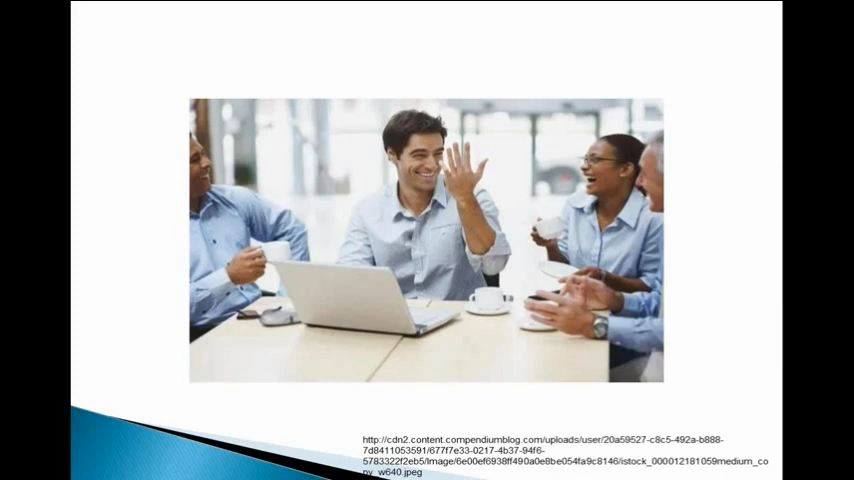 http://cdn2.content.compendiumblog.com/uploads/user/20a59527-c8c5-492a-b888-
7d8411053591/677f7e33-0217-4b37-94f6-
5783322f2eb5/Image/6e00ef6938ff490a0e8be054fa9c8146/istock_000012181059medium_co
py_w640.jpeg